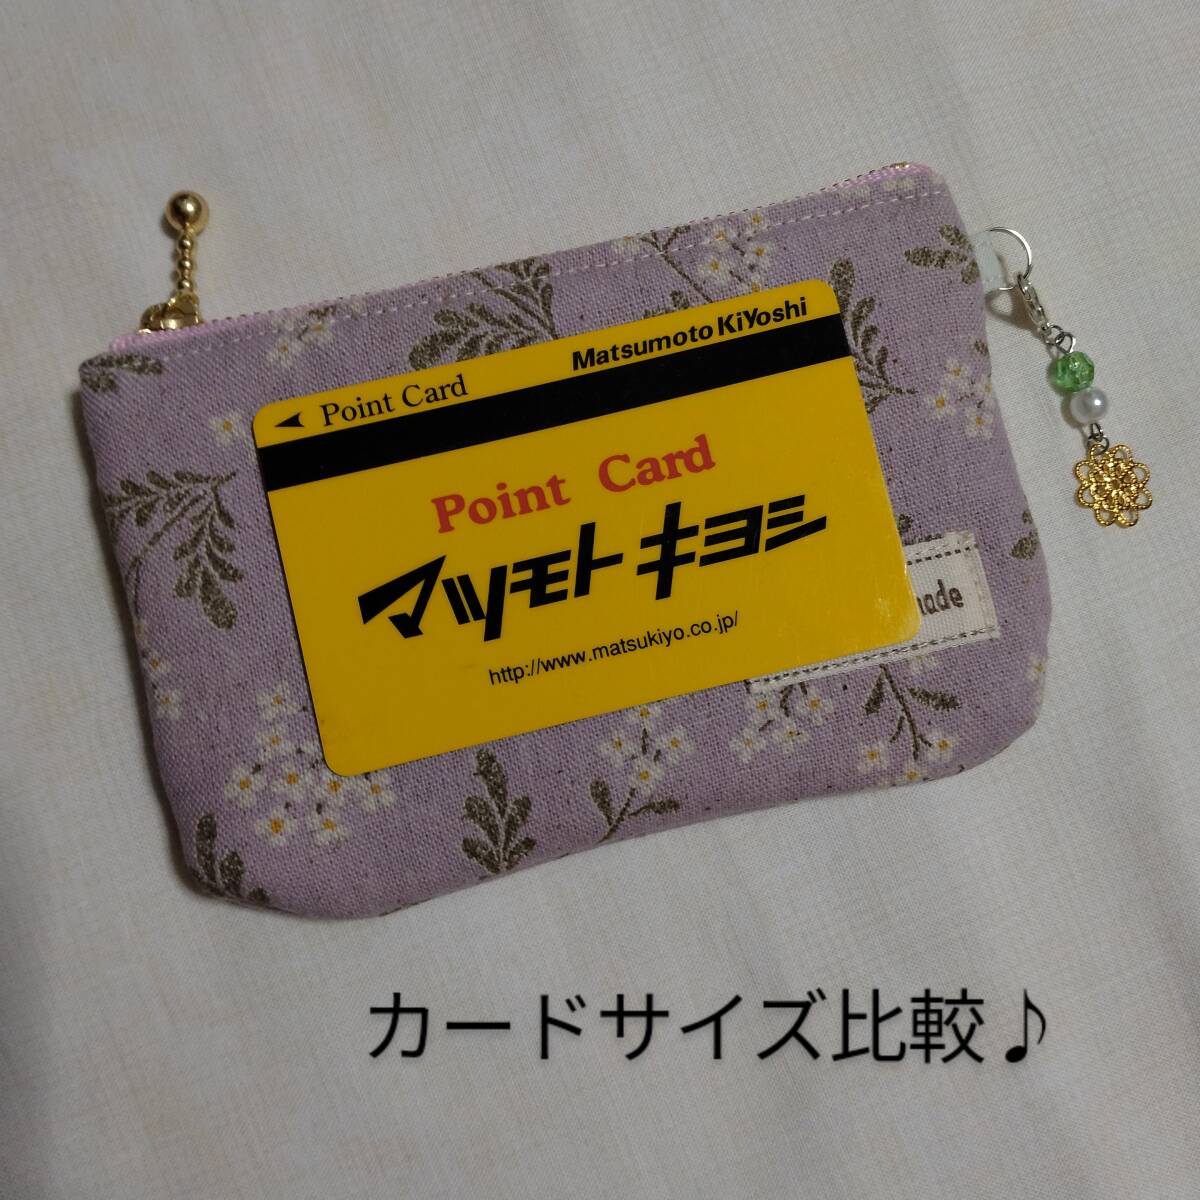 Point Card
Matsumoto KiYoshi
Point Card
マツモト キヨシ
http://www.matsukiyo.co.jp/
made
カードサイズ比較♪